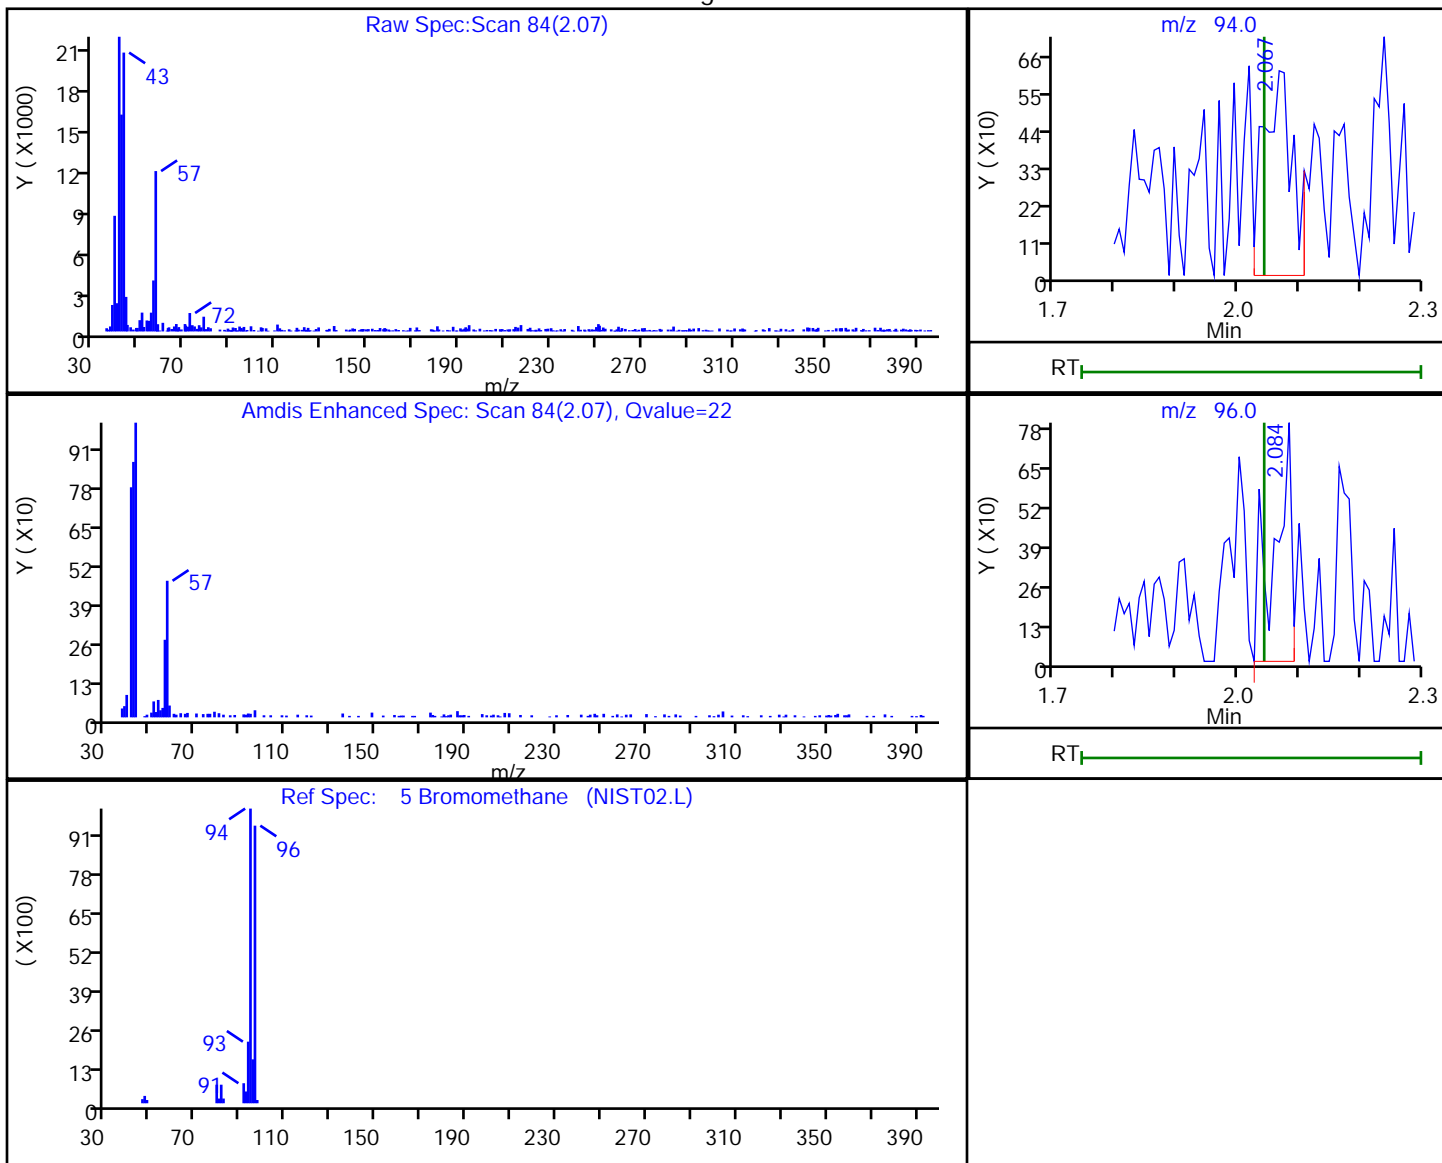 Raw Spec:Scan 84(2.07)
Y ( X1000)
21
18
15
12
9
6
3
0
43
57
72
30 70 110 150 190 230 270 310 350 390
m/z
m/z 94.0
Y ( X10)
66
55
44
33
22
11
0
2.067
1.7 2.0 2.3
Min
RT
Amdis Enhanced Spec: Scan 84(2.07), Qvalue=22
Y ( X10)
91
78
65
52
39
26
13
0
57
30 70 110 150 190 230 270 310 350 390
m/z
m/z 96.0
Y ( X10)
78
65
52
39
26
13
0
2.084
1.7 2.0 2.3
Min
RT
Ref Spec: 5 Bromomethane (NIST02.L)
( X100)
91
78
65
52
39
26
13
0
94
96
93
91
30 70 110 150 190 230 270 310 350 390